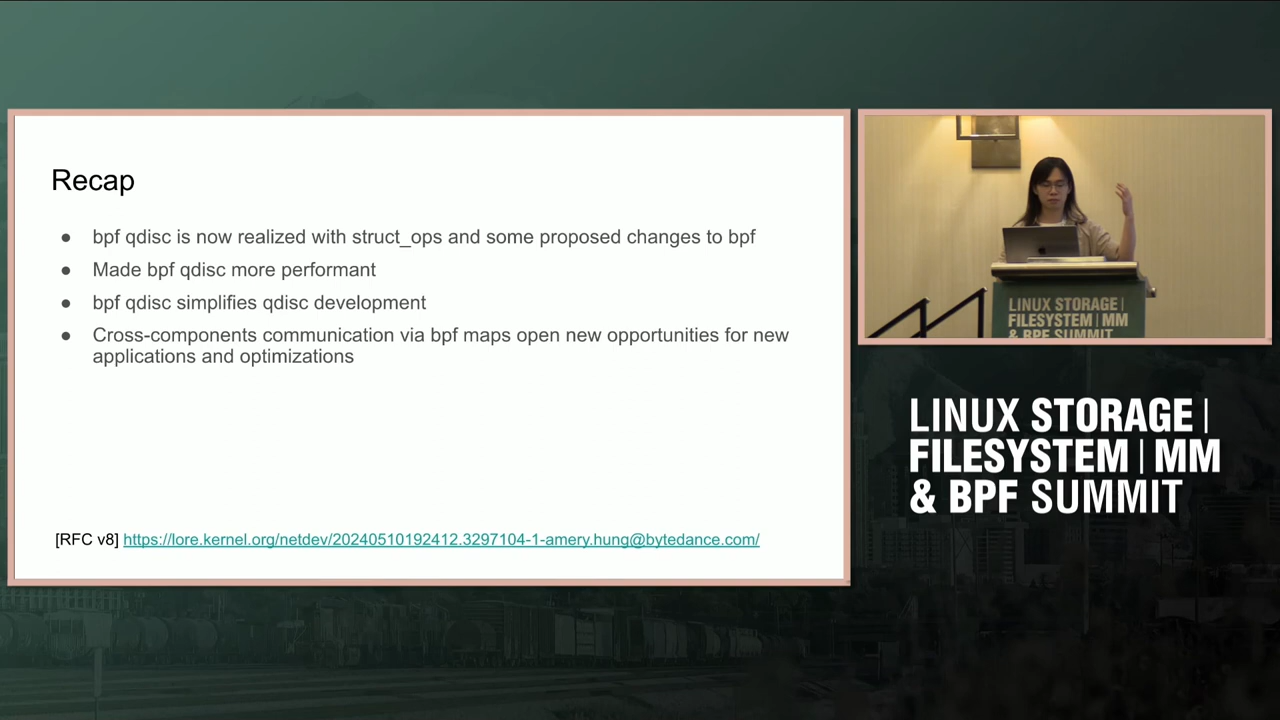 Recap
● bpf qdisc is now realized with struct_ops and some proposed changes to bpf
● Made bpf qdisc more performant
● bpf qdisc simplifies qdisc development
● Cross-components communication via bpf maps open new opportunities for new
applications and optimizations
[RFC v8] https://lore.kernel.org/netdev/20240510192412.3297104-1-amery.hung@bytedance.com/
LINUX STORAGE |
FILESYSTEM | MM
& BPF SUMMIT
LINUX STORAGE |
FILESYSTEM | MM
& BPF SUMMIT